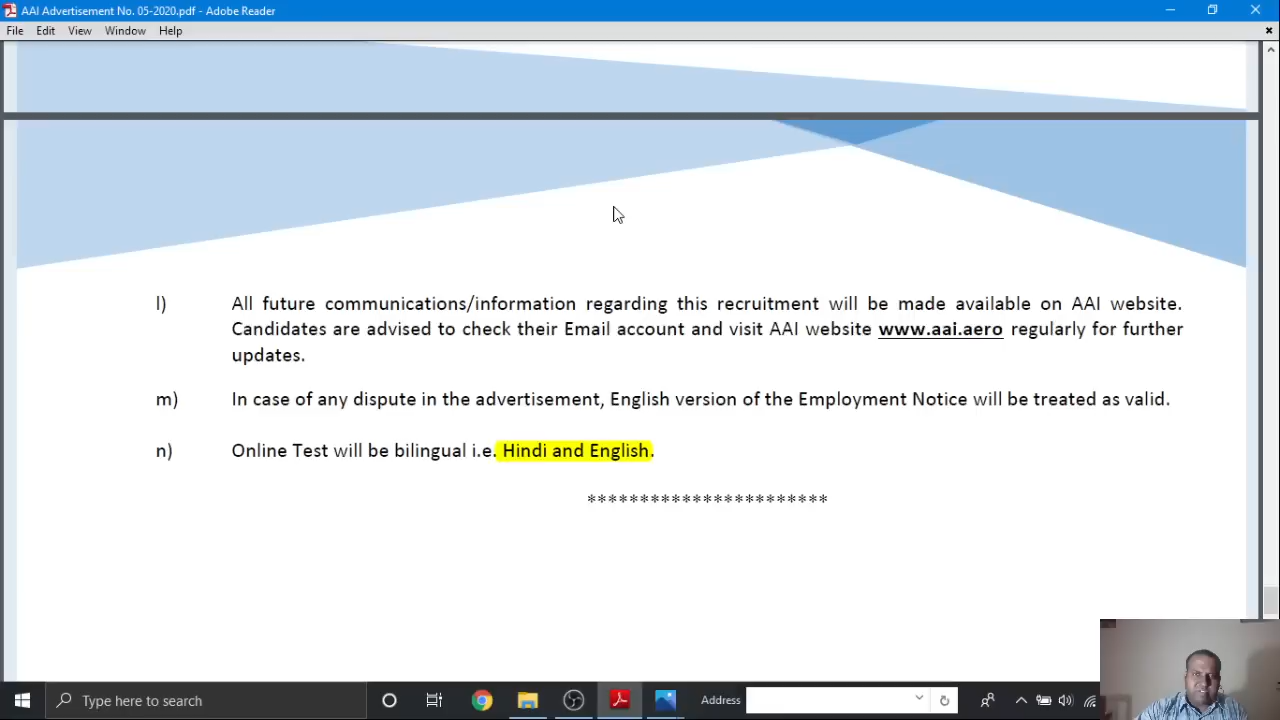 AAI Advertisement No. 05-2020.pdf - Adobe Reader
File Edit View Window Help
l) All future communications/information regarding this recruitment will be made available on AAI website.
Candidates are advised to check their Email account and visit AAI website www.aai.aero regularly for further
updates.
m) In case of any dispute in the advertisement, English version of the Employment Notice will be treated as valid.
n) Online Test will be bilingual i.e. Hindi and English.
***********************
Type here to search
Address